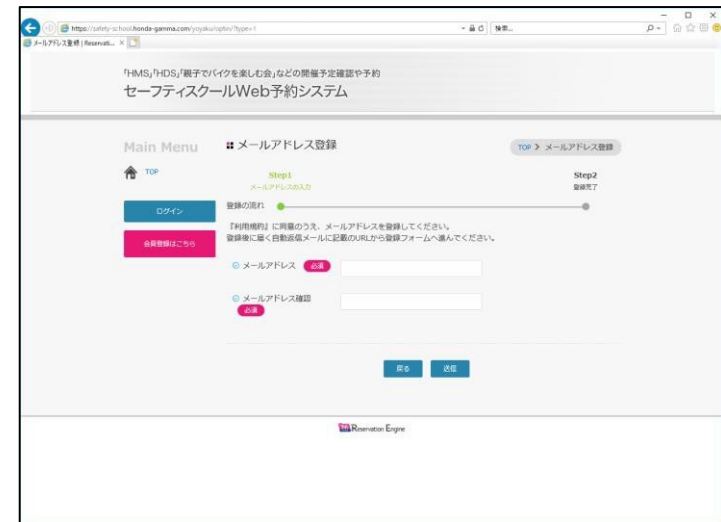 https://safety-school.honda-gamma.com/yoyaku/optin/?type=1
検索...
メールアドレス登録 | Reservati...
「HMS」「HDS」「親子でバイクを楽しむ会」などの開催予定確認や予約
セーフティスクールWeb予約システム
Main Menu
TOP
ログイン
会員登録はこちら
メールアドレス登録
TOP > メールアドレス登録
Step1
メールアドレスの入力
Step2
登録完了
登録の流れ
『利用規約』に同意のうえ、メールアドレスを登録してください。
登録後に届く自動返信メールに記載のURLから登録フォームへ進んでください。
メールアドレス 必須
メールアドレス確認
必須
戻る 送信
Reservation Engine